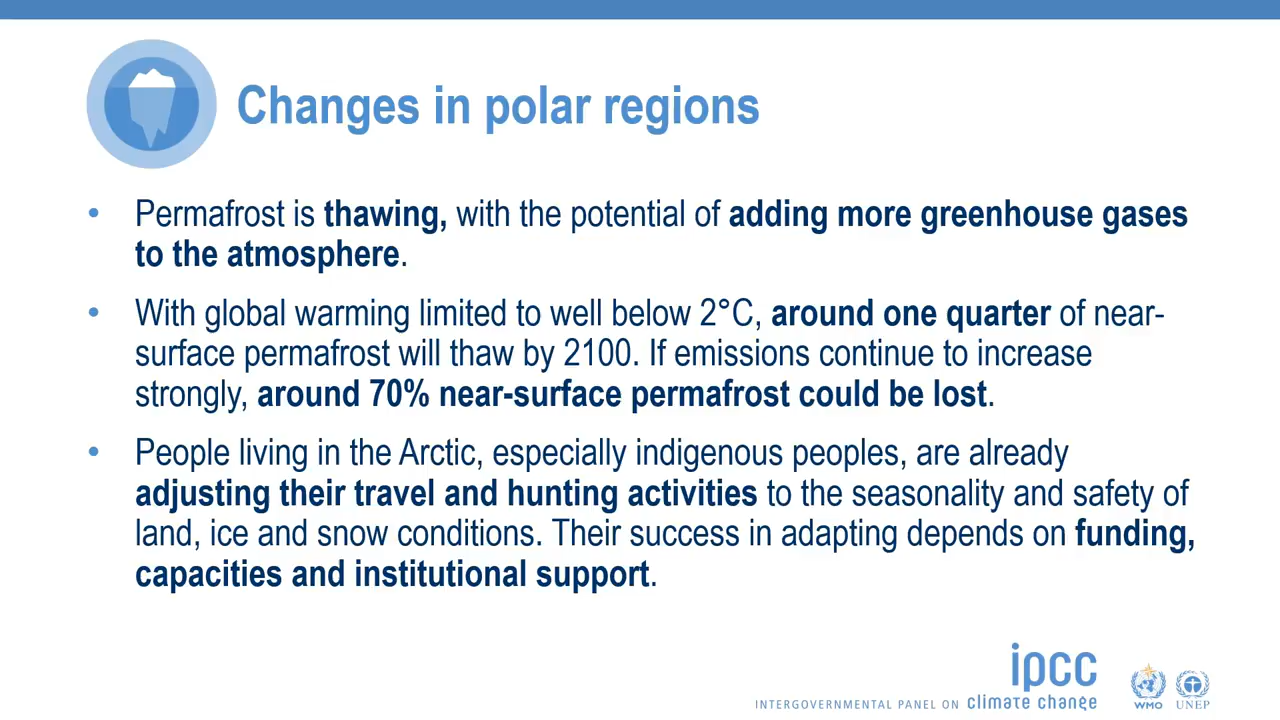 Changes in polar regions
• Permafrost is thawing, with the potential of adding more greenhouse gases
to the atmosphere.
• With global warming limited to well below 2°C, around one quarter of near-
surface permafrost will thaw by 2100. If emissions continue to increase
strongly, around 70% near-surface permafrost could be lost.
• People living in the Arctic, especially indigenous peoples, are already
adjusting their travel and hunting activities to the seasonality and safety of
land, ice and snow conditions. Their success in adapting depends on funding,
capacities and institutional support.
ipcc
INTERGOVERNMENTAL PANEL ON climate change
WMO UNEP